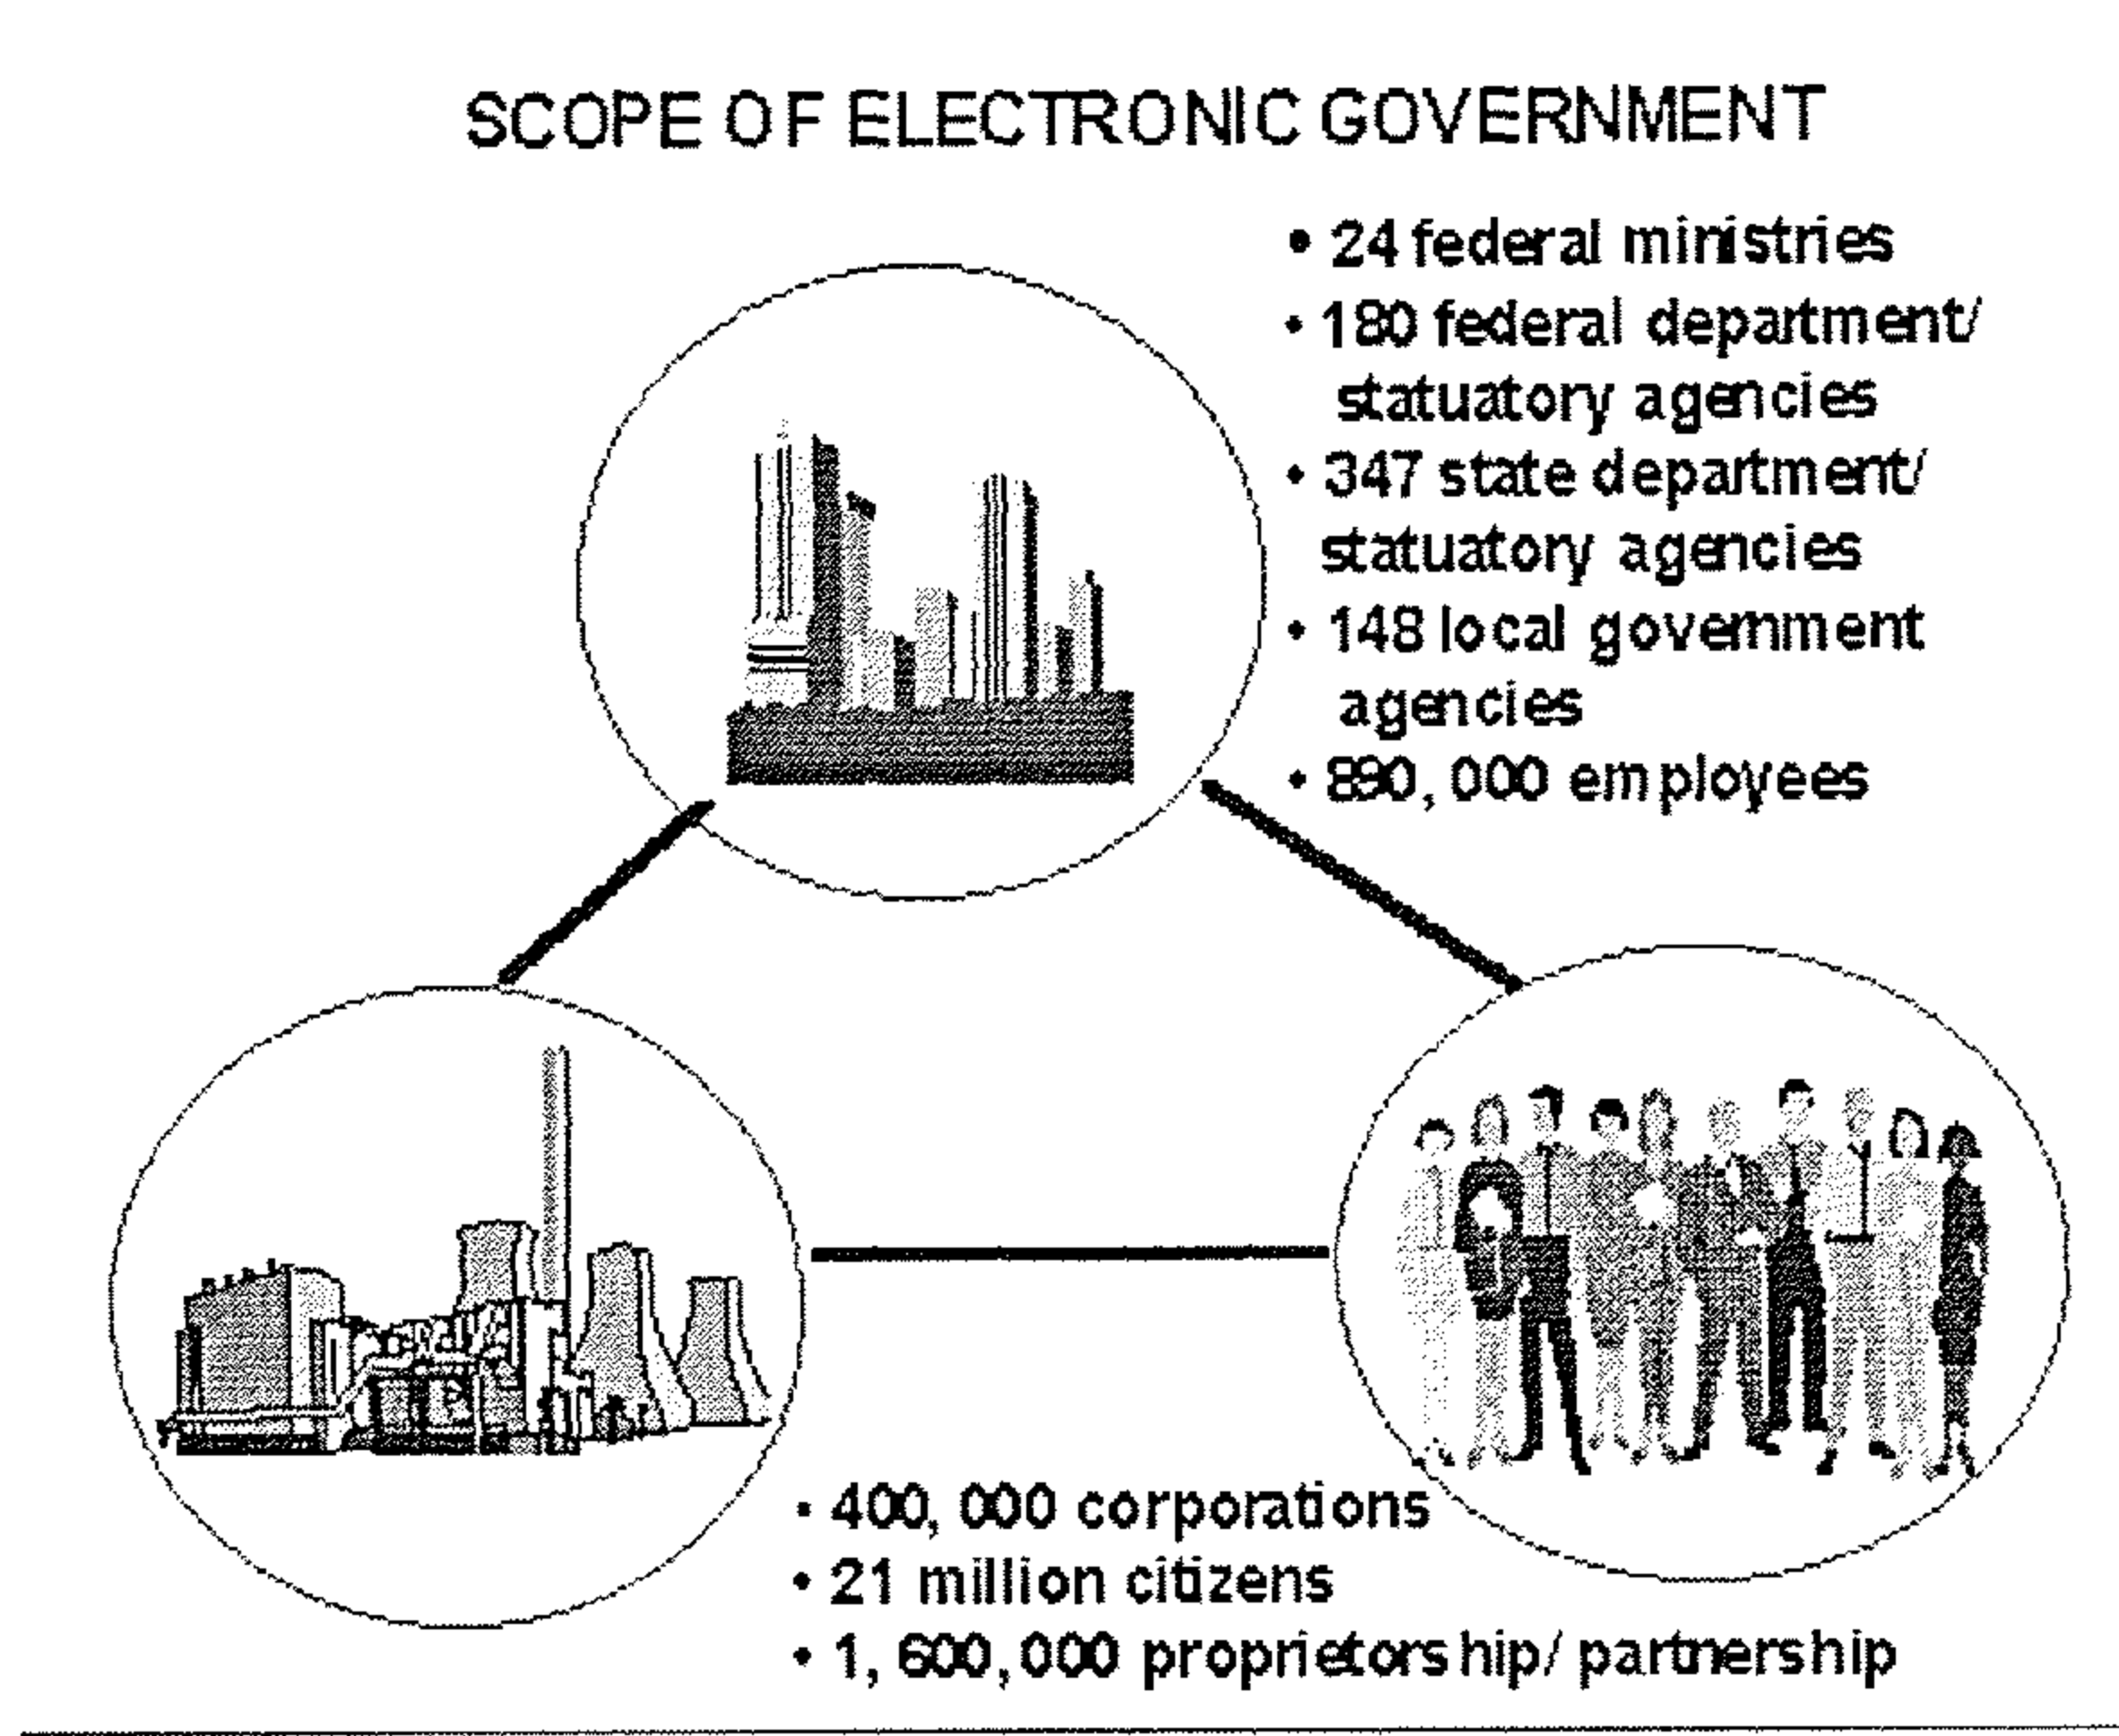 SCOPE OF ELECTRONIC GOVERNMENT
• 24 federal ministries
• 180 federal department/
statuatory agencies
• 347 state department/
statuatory agencies
• 148 local government
agencies
• 890, 000 employees
• 400, 000 corporations
• 21 million citizens
• 1, 600,000 proprietorship/ partnership